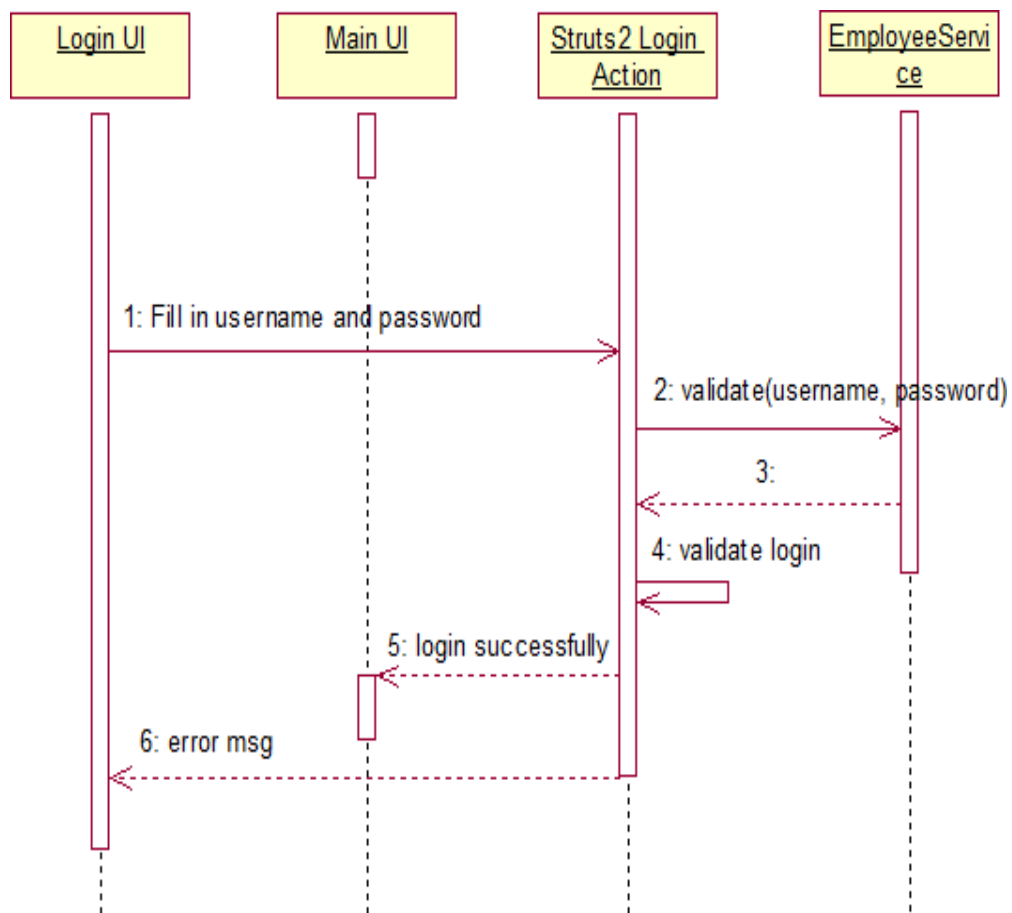 Login UI
Main UI
Struts2 Login
Action
EmployeeServi
ce
1: Fill in username and password
2: validate(username, password)
3:
4: validate login
5: login successfully
6: error msg